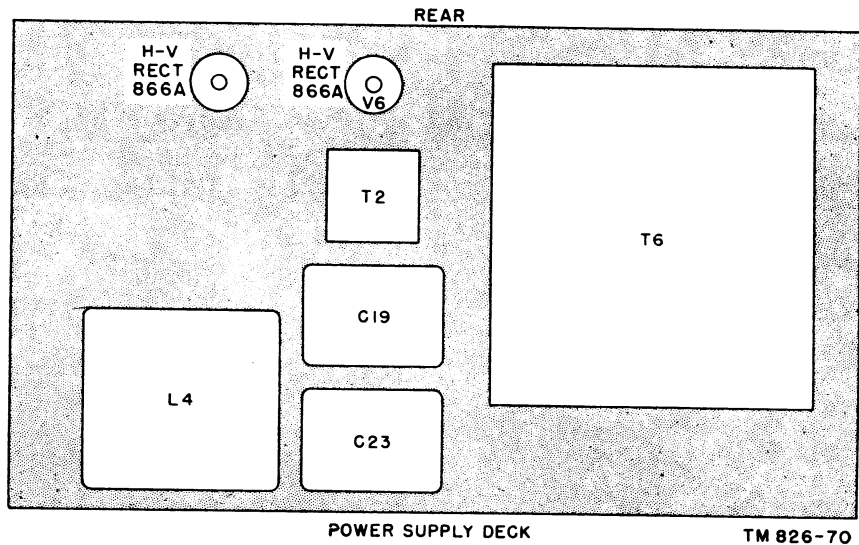 REAR
H-V
RECT
866A
H-V
RECT
866A
V6
T2
T6
C19
L4
C23
POWER SUPPLY DECK
TM 826-70